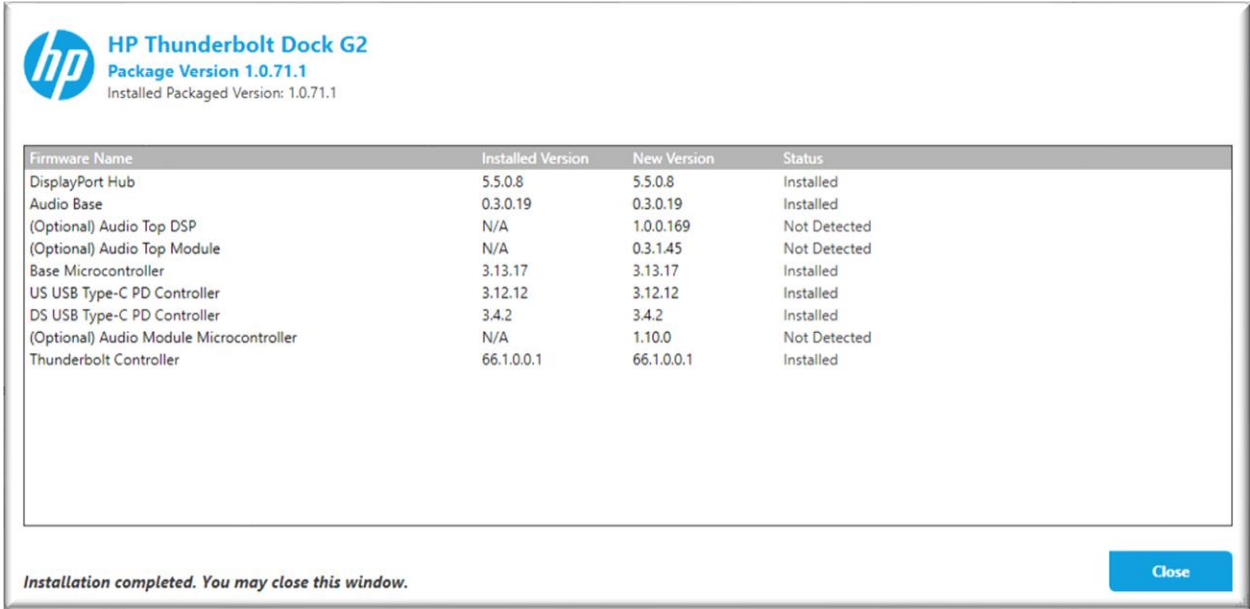 hp
HP Thunderbolt Dock G2
Package Version 1.0.71.1
Installed Packaged Version: 1.0.71.1
Firmware Name Installed Version New Version Status
DisplayPort Hub 5.5.0.8 5.5.0.8 Installed
Audio Base 0.3.0.19 0.3.0.19 Installed
(Optional) Audio Top DSP N/A 1.0.0.169 Not Detected
(Optional) Audio Top Module N/A 0.3.1.45 Not Detected
Base Microcontroller 3.13.17 3.13.17 Installed
US USB Type-C PD Controller 3.12.12 3.12.12 Installed
DS USB Type-C PD Controller 3.4.2 3.4.2 Installed
(Optional) Audio Module Microcontroller N/A 1.10.0 Not Detected
Thunderbolt Controller 66.1.0.0.1 66.1.0.0.1 Installed
Installation completed. You may close this window.
Close